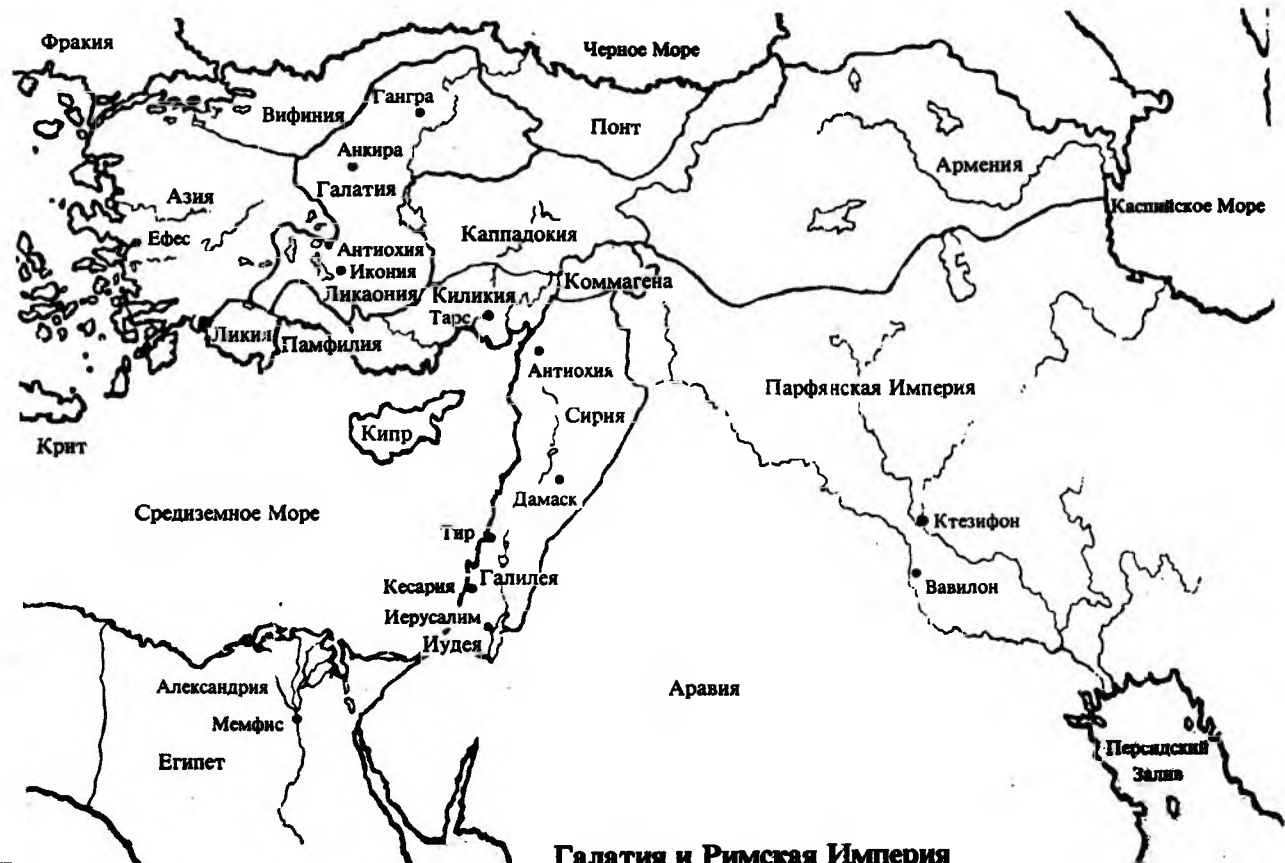 Фракия
Черное Море
Гангра
Вифиния
Понт
Анкира
Армения
Галатия
Азия
Каспийское Море
Ефес
Каппадокия
Антиохия
Икония
Коммагена
Ликаония
Киликия
Тарс
Ликия
Памфилия
Антиохия
Парфянская Империя
Сирия
Кипр
Крит
Дамаск
Средиземное Море
Ктезифон
Тир
Галилея
Кесария
Вавилон
Иерусалим
Иудея
Александрия
Аравия
Мемфис
Египет
Персидский
Залив
Галатия и Римская Империя